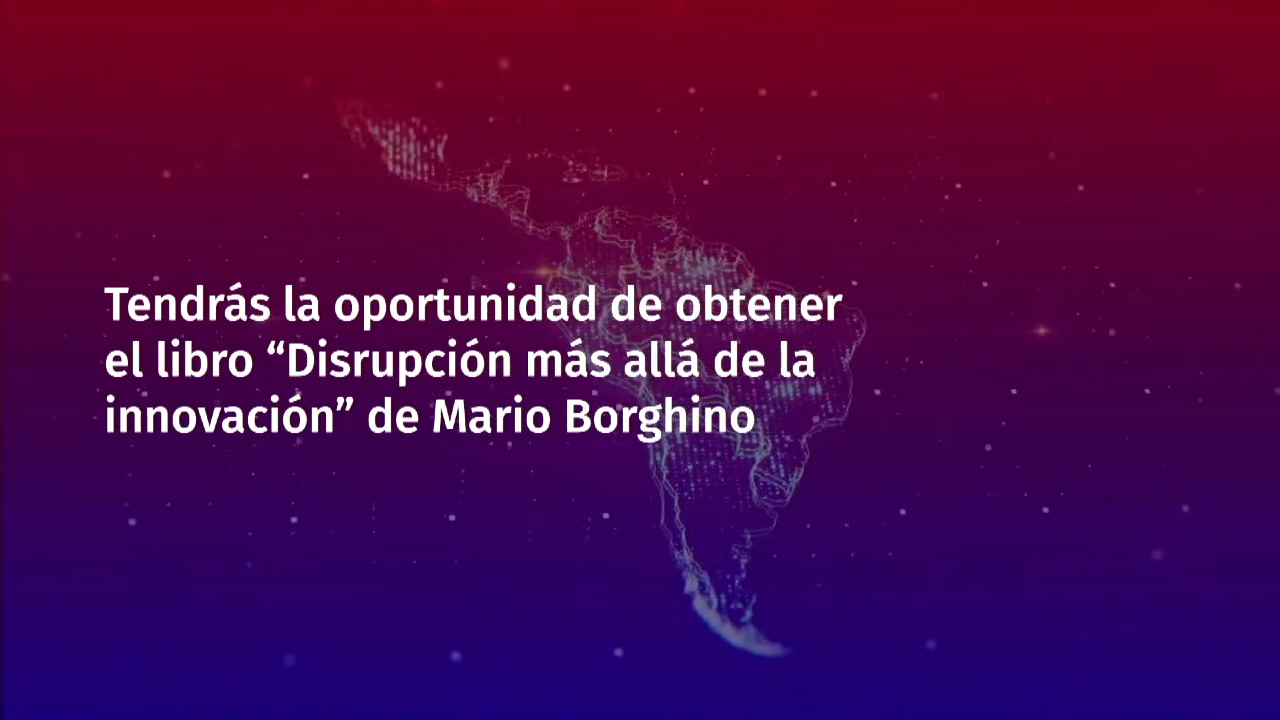 Tendrás la oportunidad de obtener
el libro “Disrupción más allá de la
innovación” de Mario Borghino